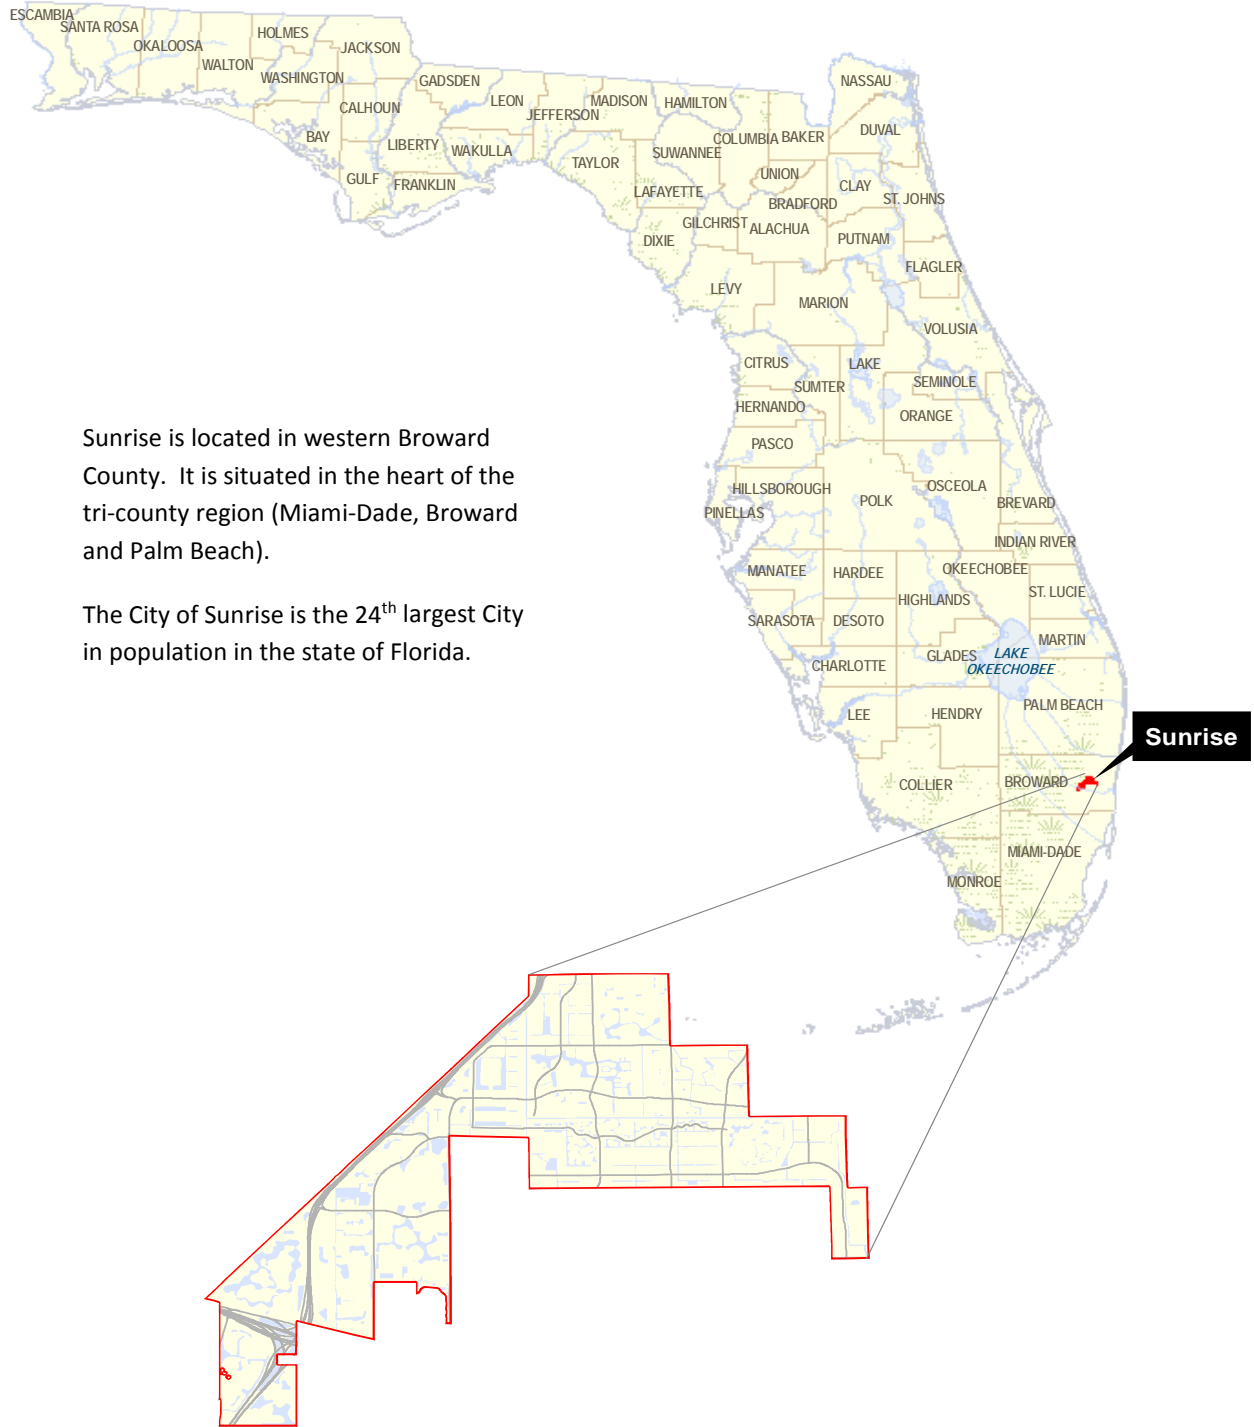 ESCAMBIA
SANTA ROSA
OKALOOSA
WALTON
HOLMES
WASHINGTON
JACKSON
CALHOUN
BAY
GULF
GADSDEN
LIBERTY
FRANKLIN
LEON
WAKULLA
JEFFERSON
MADISON
TAYLOR
HAMILTON
SUWANNEE
LAFAYETTE
DIXIE
COLUMBIA
BAKER
UNION
BRADFORD
GILCHRIST
ALACHUA
NASSAU
DUVAL
CLAY
ST. JOHNS
PUTNAM
FLAGLER
LEVY
MARION
VOLUSIA
CITRUS
SUMTER
LAKE
SEMINOLE
HERNANDO
ORANGE
PASCO
HILLSBOROUGH
PINELLAS
POLK
OSCEOLA
BREVARD
INDIAN RIVER
MANATEE
HARDEE
OKEECHOBEE
HIGHLANDS
ST. LUCIE
SARASOTA
DESOTO
MARTIN
CHARLOTTE
GLADES
LAKE
OKEECHOBEE
LEE
HENDRY
PALM BEACH
COLLIER
BROWARD
MIAMI-DADE
MONROE
Sunrise
Sunrise is located in western Broward
County. It is situated in the heart of the
tri-county region (Miami-Dade, Broward
and Palm Beach).
The City of Sunrise is the 24th largest City
in population in the state of Florida.